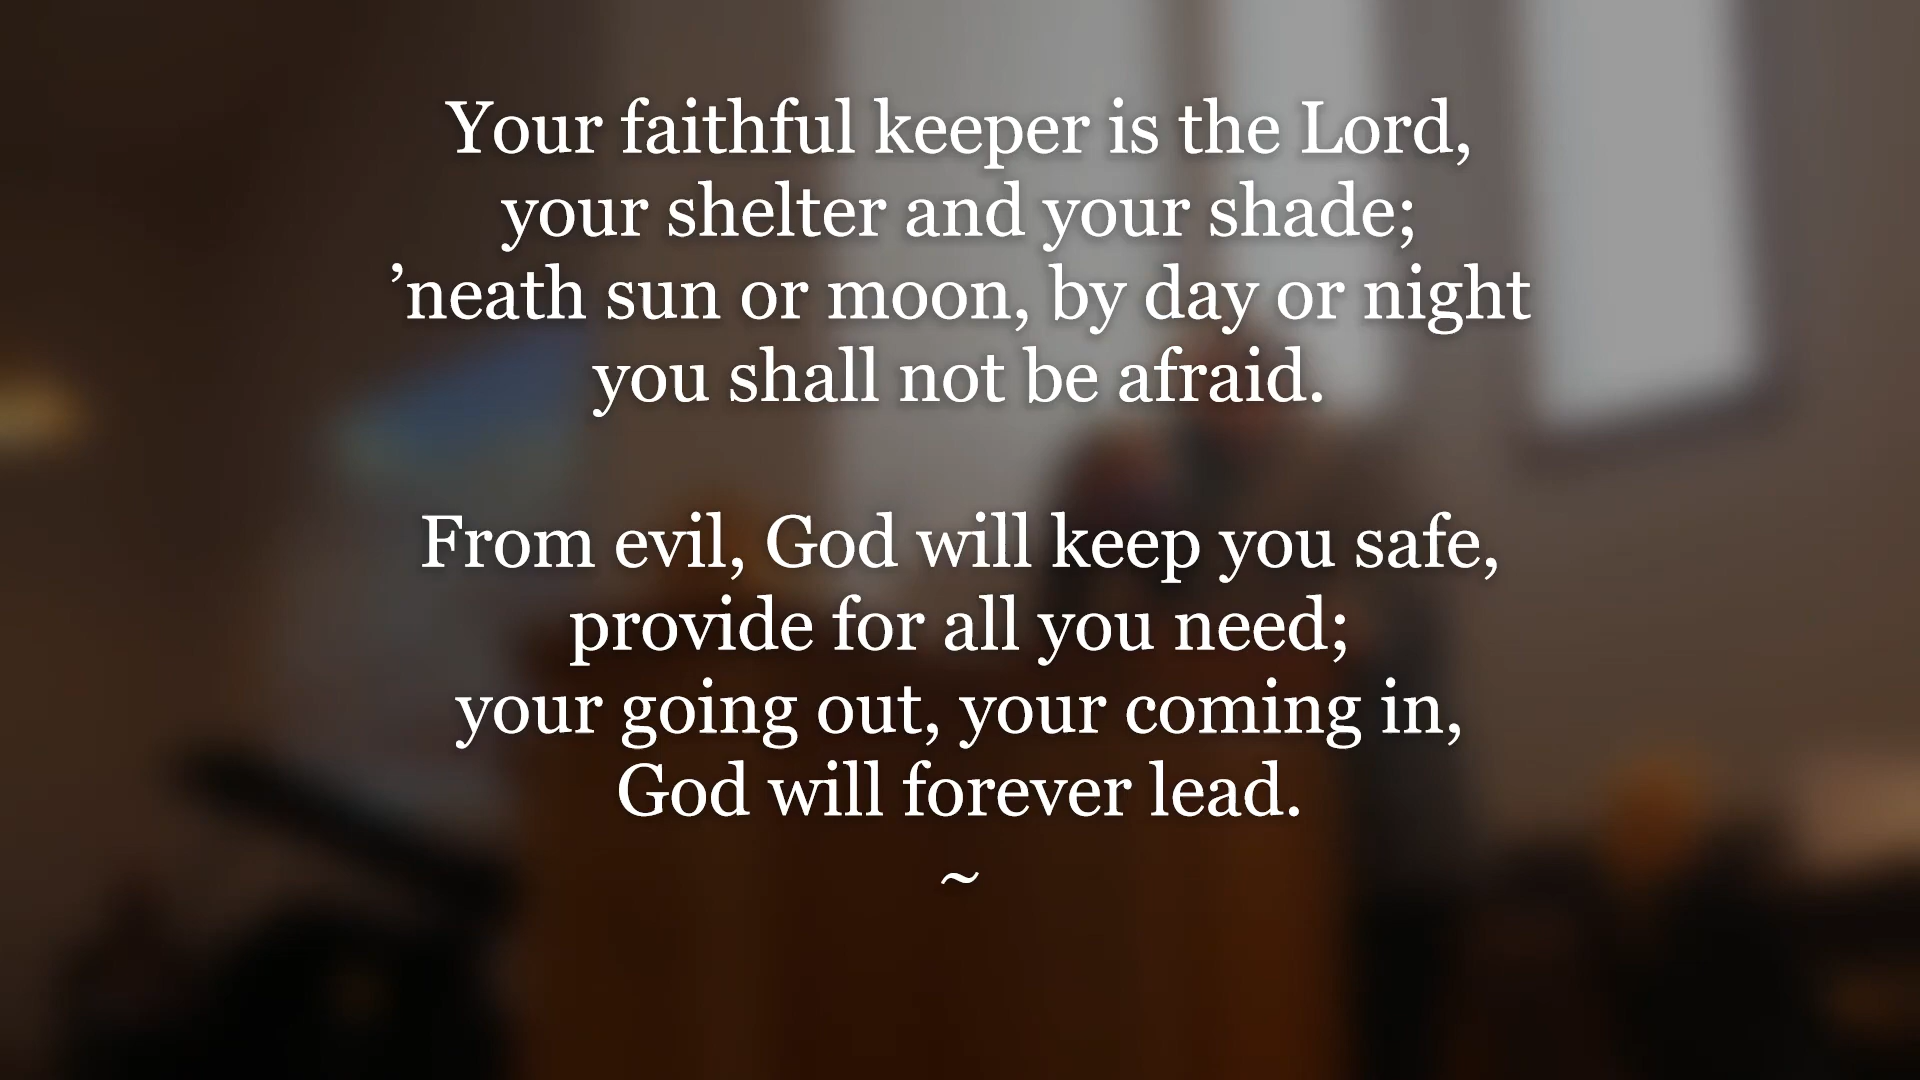 Your faithful keeper is the Lord,
your shelter and your shade;
’neath sun or moon, by day or night
you shall not be afraid.
From evil, God will keep you safe,
provide for all you need;
your going out, your coming in,
God will forever lead.
~